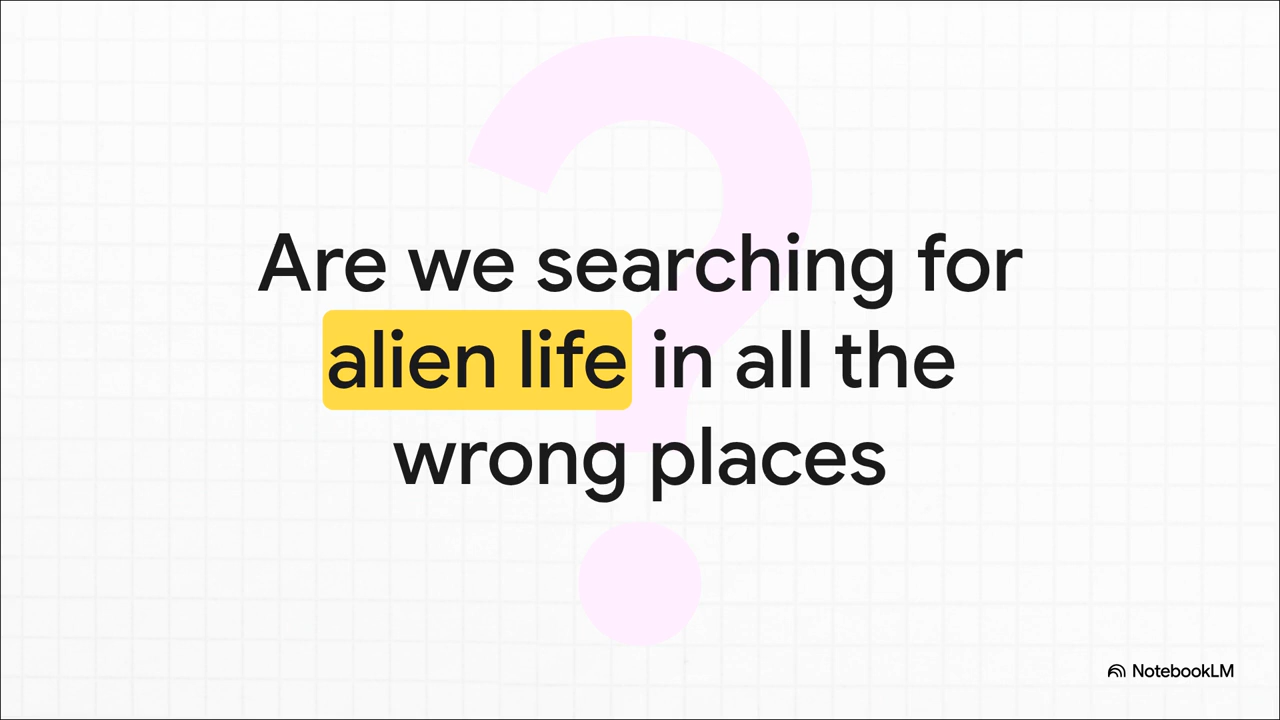 Are we searching for
alien life in all the
wrong places
NotebookLM